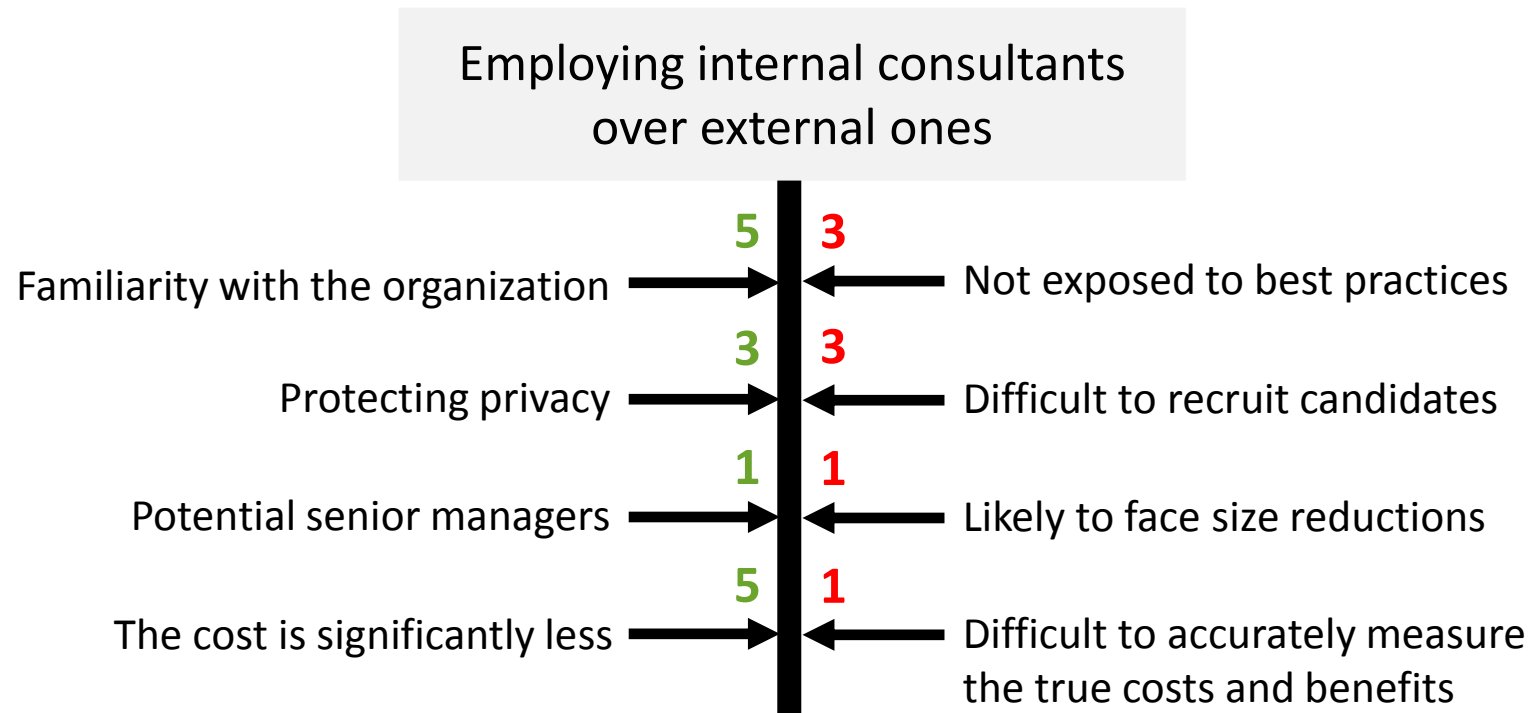 Employing internal consultants
over external ones
5 3
Familiarity with the organization Not exposed to best practices
3 3
Protecting privacy Difficult to recruit candidates
1 1
Potential senior managers Likely to face size reductions
5 1
The cost is significantly less Difficult to accurately measure
the true costs and benefits